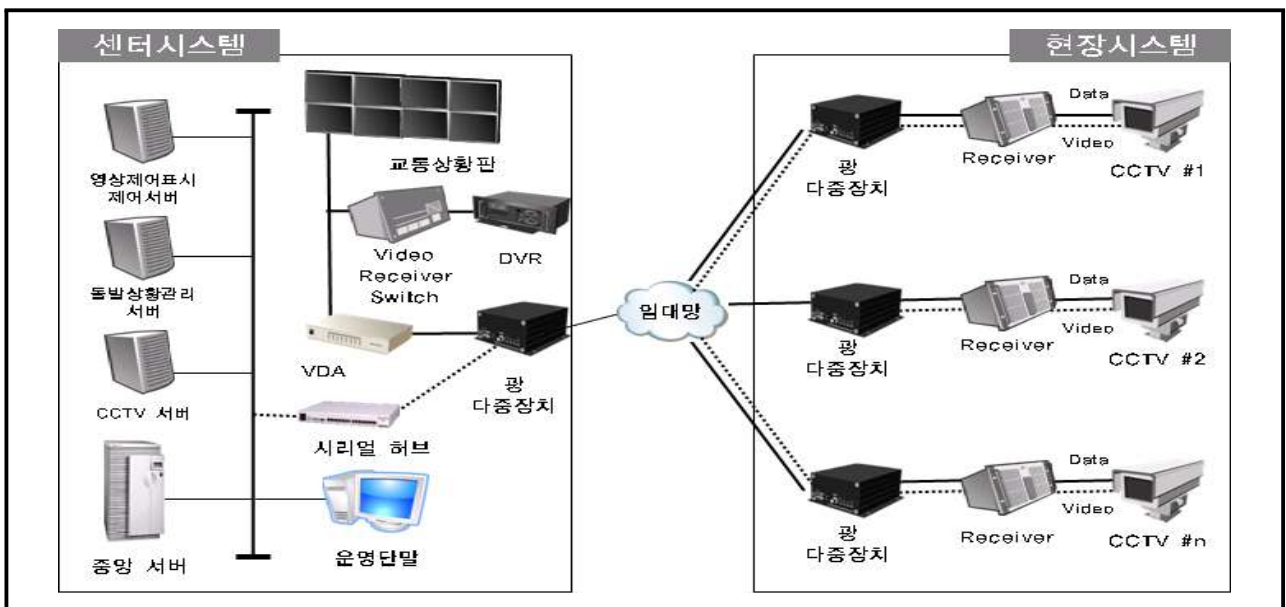 센터시스템
현장시스템
영상제어표시
제어서버
돌발상황관리
서버
CCTV 서버
중앙 서버
교통상황판
Video
Receiver
Switch
DVR
VDA
광
다중장치
시리얼 허브
운영단말
임대망
광
다중장치
Receiver
Data
Video
CCTV #1
광
다중장치
Receiver
Data
Video
CCTV #2
광
다중장치
Receiver
Data
Video
CCTV #n